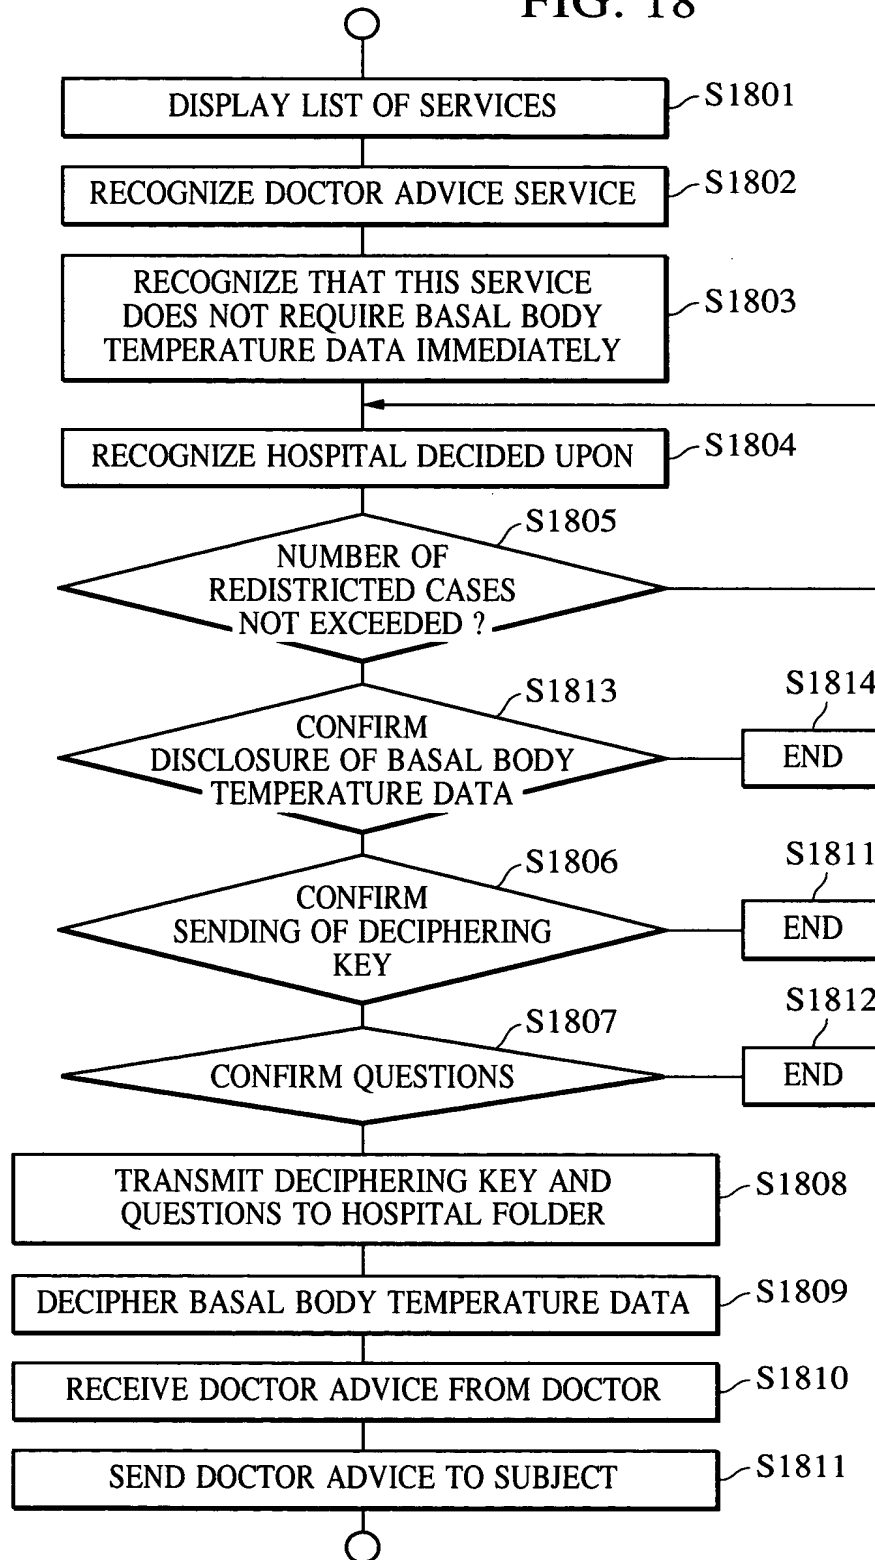 FIG. 18
DISPLAY LIST OF SERVICES
S1801
RECOGNIZE DOCTOR ADVICE SERVICE
S1802
RECOGNIZE THAT THIS SERVICE
DOES NOT REQUIRE BASAL BODY
TEMPERATURE DATA IMMEDIATELY
S1803
RECOGNIZE HOSPITAL DECIDED UPON
S1804
S1805
NUMBER OF
REDISTRICTED CASES
NOT EXCEEDED ?
S1813
CONFIRM
DISCLOSURE OF BASAL BODY
TEMPERATURE DATA
S1814
END
S1806
CONFIRM
SENDING OF DECIPHERING
KEY
S1811
END
S1807
CONFIRM QUESTIONS
S1812
END
TRANSMIT DECIPHERING KEY AND
QUESTIONS TO HOSPITAL FOLDER
S1808
DECIPHER BASAL BODY TEMPERATURE DATA
S1809
RECEIVE DOCTOR ADVICE FROM DOCTOR
S1810
SEND DOCTOR ADVICE TO SUBJECT
S1811